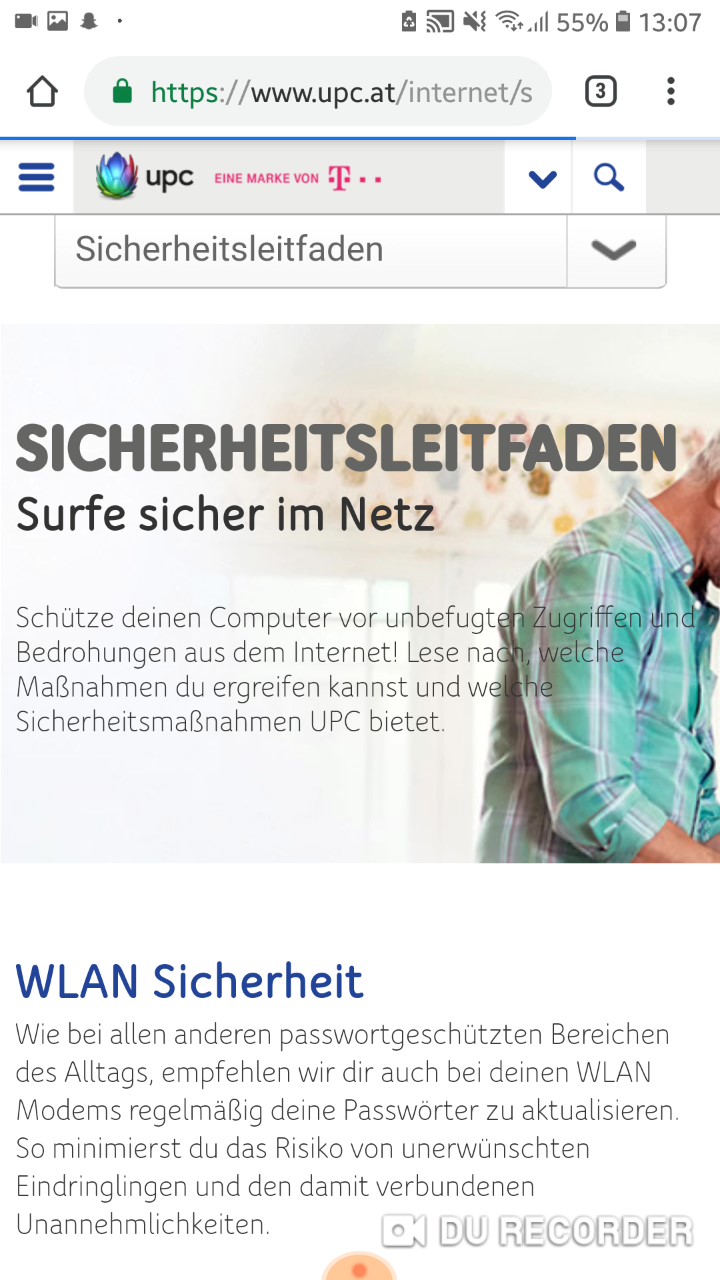 55% 13:07
https://www.upc.at/internet/s
3
upc EINE MARKE VON T
Sicherheitsleitfaden
SICHERHEITSLEITFADEN
Surfe sicher im Netz
Schütze deinen Computer vor unbefugten Zugriffen und
Bedrohungen aus dem Internet! Lese nach, welche
Maßnahmen du ergreifen kannst und welche
Sicherheitsmaßnahmen UPC bietet.
WLAN Sicherheit
Wie bei allen anderen passwortgeschützten Bereichen
des Alltags, empfehlen wir dir auch bei deinen WLAN
Modems regelmäßig deine Passwörter zu aktualisieren.
So minimierst du das Risiko von unerwünschten
Eindringlingen und den damit verbundenen
Unannehmlichkeiten.
DU RECORDER